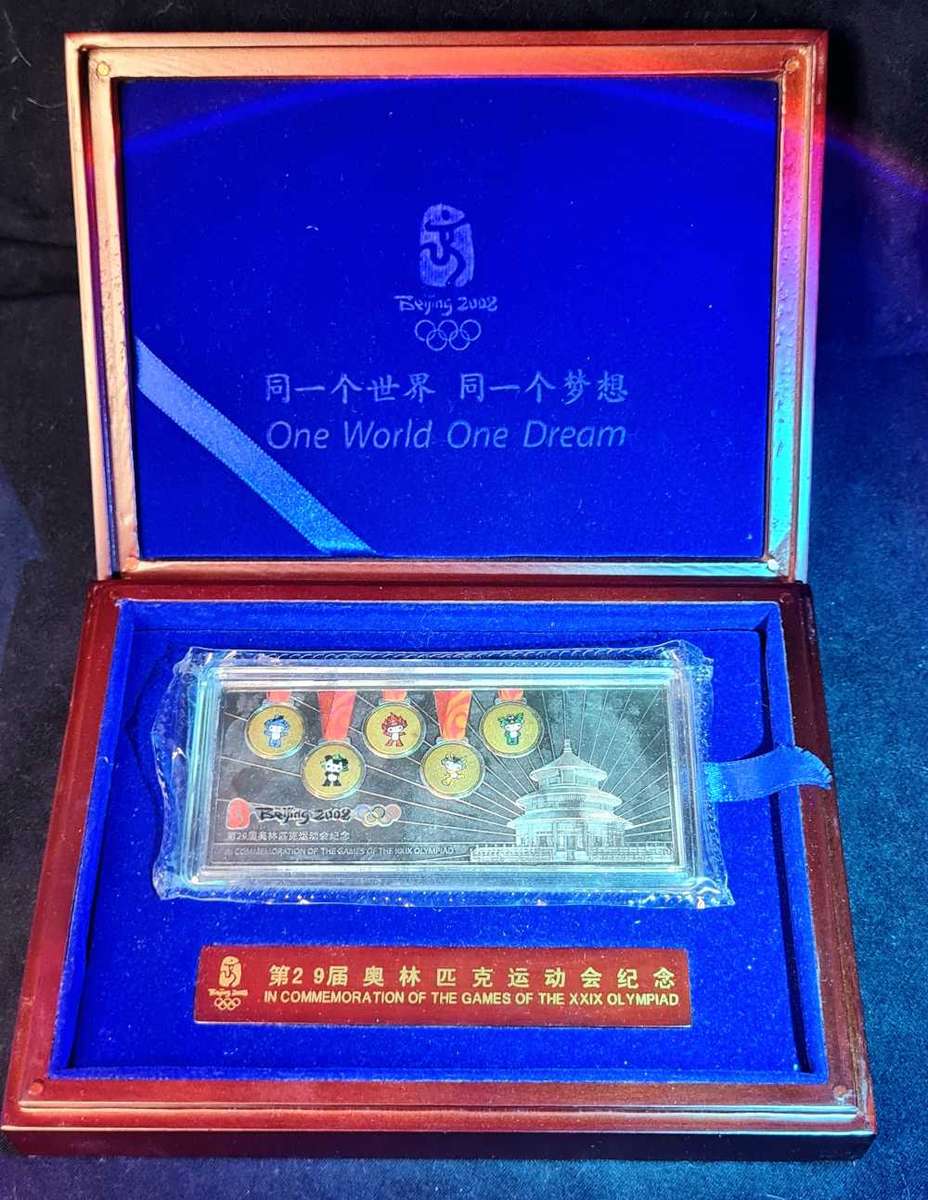 Beijing 2008
同一个世界 同一个梦想
One World One Dream
Beijing 2008
第29届奥林匹克运动会纪念
IN COMMEMORATION OF THE GAMES OF THE XXIX OLYMPIAD
Beijing 2008
第29届奥林匹克运动会纪念
IN COMMEMORATION OF THE GAMES OF THE XXIX OLYMPIAD